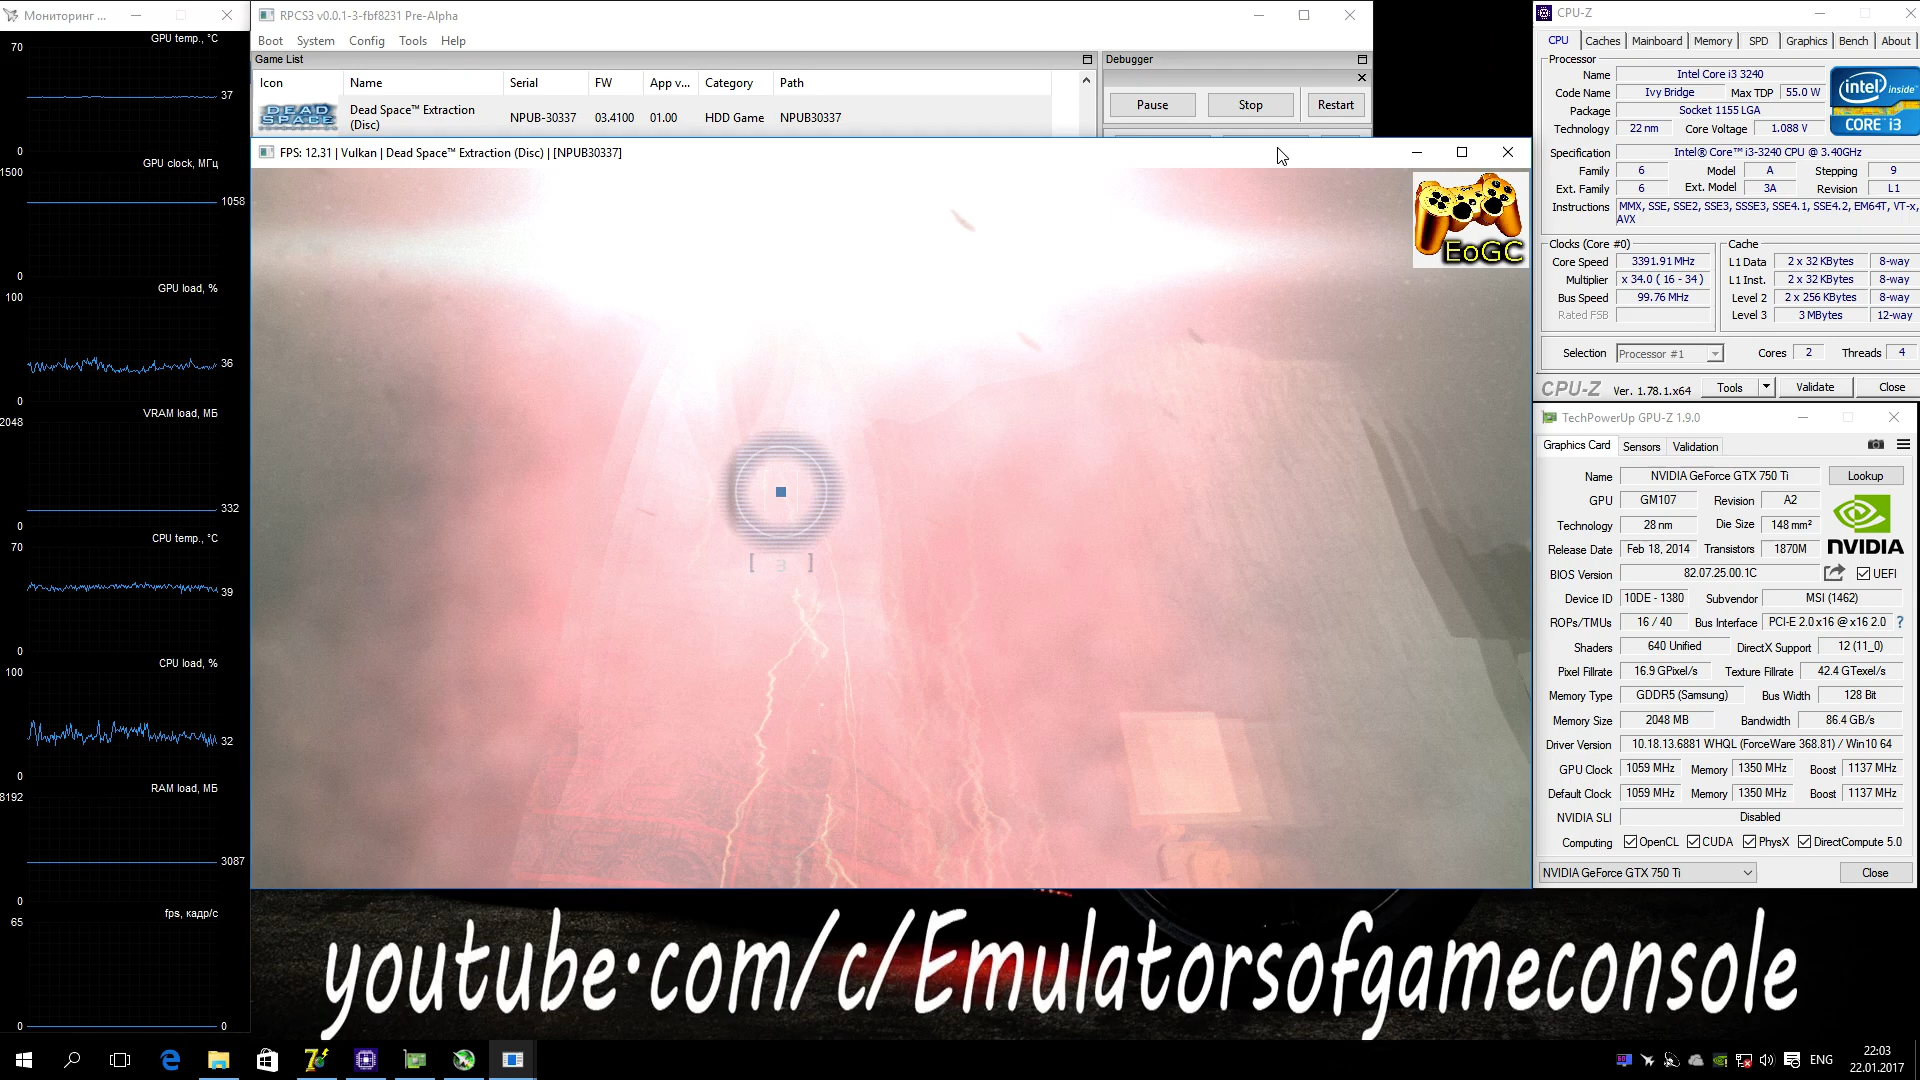 Мониторинг ...
GPU temp., °C
70
37
0
GPU clock, МГц
1500
1058
0
GPU load, %
100
36
0
VRAM load, МБ
2048
332
0
CPU temp., °C
70
39
0
CPU load, %
100
32
0
RAM load, МБ
8192
3087
0
fps, кадр/с
65
0
0
RPCS3 v0.0.1-3-fbf8231 Pre-Alpha
Boot System Config Tools Help
Game List
Icon Name Serial FW App v... Category Path
DEAD SPACE
Dead Space™ Extraction (Disc) NPUB-30337 03.4100 01.00 HDD Game NPUB30337
Debugger
Pause Stop Restart
FPS: 12.31 | Vulkan | Dead Space™ Extraction (Disc) | [NPUB30337]
EoGC
[ 3 ]
CPU-Z
CPU Caches Mainboard Memory SPD Graphics Bench About
Processor
Name Intel Core i3 3240
Code Name Ivy Bridge Max TDP 55.0 W
Package Socket 1155 LGA
Technology 22 nm Core Voltage 1.088 V
intel inside™
CORE i3
Specification Intel® Core™ i3-3240 CPU @ 3.40GHz
Family 6 Model A Stepping 9
Ext. Family 6 Ext. Model 3A Revision L1
Instructions MMX, SSE, SSE2, SSE3, SSSE3, SSE4.1, SSE4.2, EM64T, VT-x,
AVX
Clocks (Core #0)
Core Speed 3391.91 MHz
Multiplier x 34.0 ( 16 - 34 )
Bus Speed 99.76 MHz
Rated FSB
Cache
L1 Data 2 x 32 KBytes 8-way
L1 Inst. 2 x 32 KBytes 8-way
Level 2 2 x 256 KBytes 8-way
Level 3 3 MBytes 12-way
Selection Processor #1 Cores 2 Threads 4
CPU-Z Ver. 1.78.1.x64 Tools Validate Close
TechPowerUp GPU-Z 1.9.0
Graphics Card Sensors Validation
Name NVIDIA GeForce GTX 750 Ti Lookup
GPU GM107 Revision A2
Technology 28 nm Die Size 148 mm²
Release Date Feb 18, 2014 Transistors 1870M
NVIDIA
BIOS Version 82.07.25.00.1C UEFI
Device ID 10DE - 1380 Subvendor MSI (1462)
ROPs/TMUs 16 / 40 Bus Interface PCI-E 2.0 x16 @ x16 2.0 ?
Shaders 640 Unified DirectX Support 12 (11_0)
Pixel Fillrate 16.9 GPixel/s Texture Fillrate 42.4 GTexel/s
Memory Type GDDR5 (Samsung) Bus Width 128 Bit
Memory Size 2048 MB Bandwidth 86.4 GB/s
Driver Version 10.18.13.6881 WHQL (ForceWare 368.81) / Win10 64
GPU Clock 1059 MHz Memory 1350 MHz Boost 1137 MHz
Default Clock 1059 MHz Memory 1350 MHz Boost 1137 MHz
NVIDIA SLI Disabled
Computing OpenCL CUDA PhysX DirectCompute 5.0
NVIDIA GeForce GTX 750 Ti Close
youtube.com/c/Emulatorsofgameconsole
ENG
22:03
22.01.2017